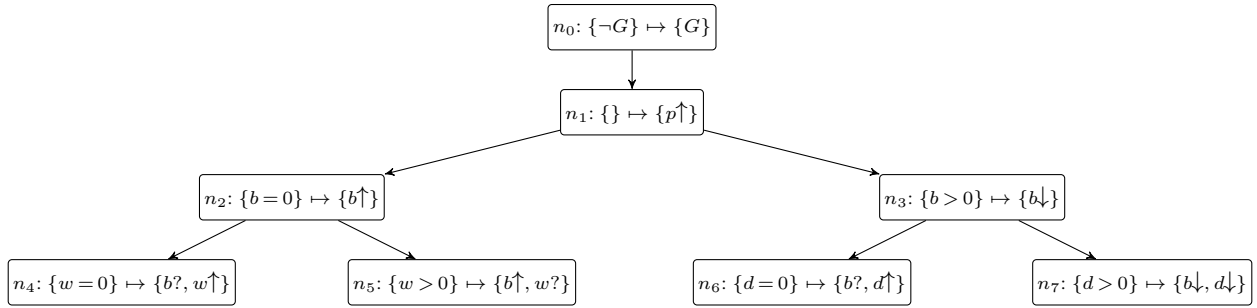 n₀: {¬G} ↦ {G}
n₁: {} ↦ {p↑}
n₂: {b = 0} ↦ {b↑}
n₃: {b > 0} ↦ {b↓}
n₄: {w = 0} ↦ {b?, w↑}
n₅: {w > 0} ↦ {b↑, w?}
n₆: {d = 0} ↦ {b?, d↑}
n₇: {d > 0} ↦ {b↓, d↓}